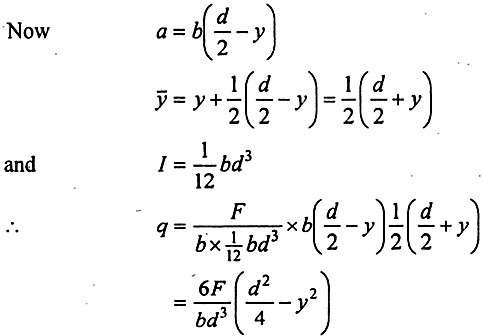 Now a = b(d/2 − y)
ȳ = y + 1/2(d/2 − y) = 1/2(d/2 + y)
and I = 1/12 bd³
∴ q = F/(b × 1/12 bd³) × b(d/2 − y) 1/2(d/2 + y)
= 6F/bd³ (d²/4 − y²)